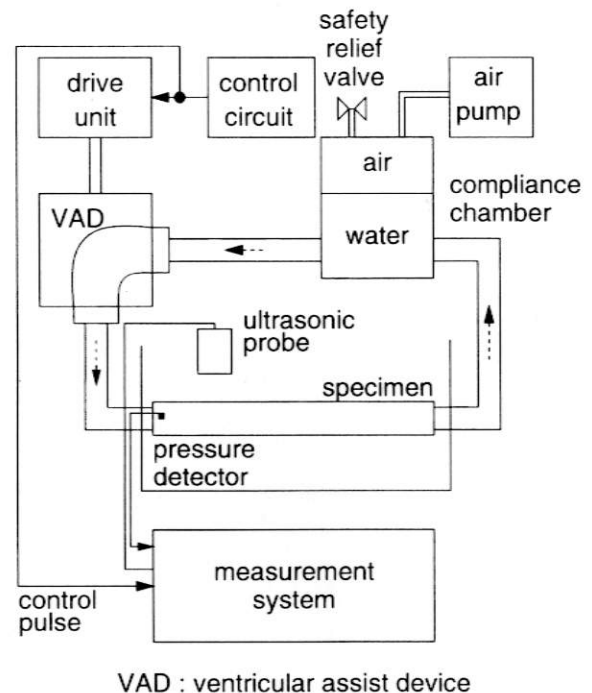 safety
relief
valve
drive
unit
control
circuit
air
pump
air
compliance
chamber
VAD
water
ultrasonic
probe
specimen
pressure
detector
measurement
system
control
pulse
VAD : ventricular assist device